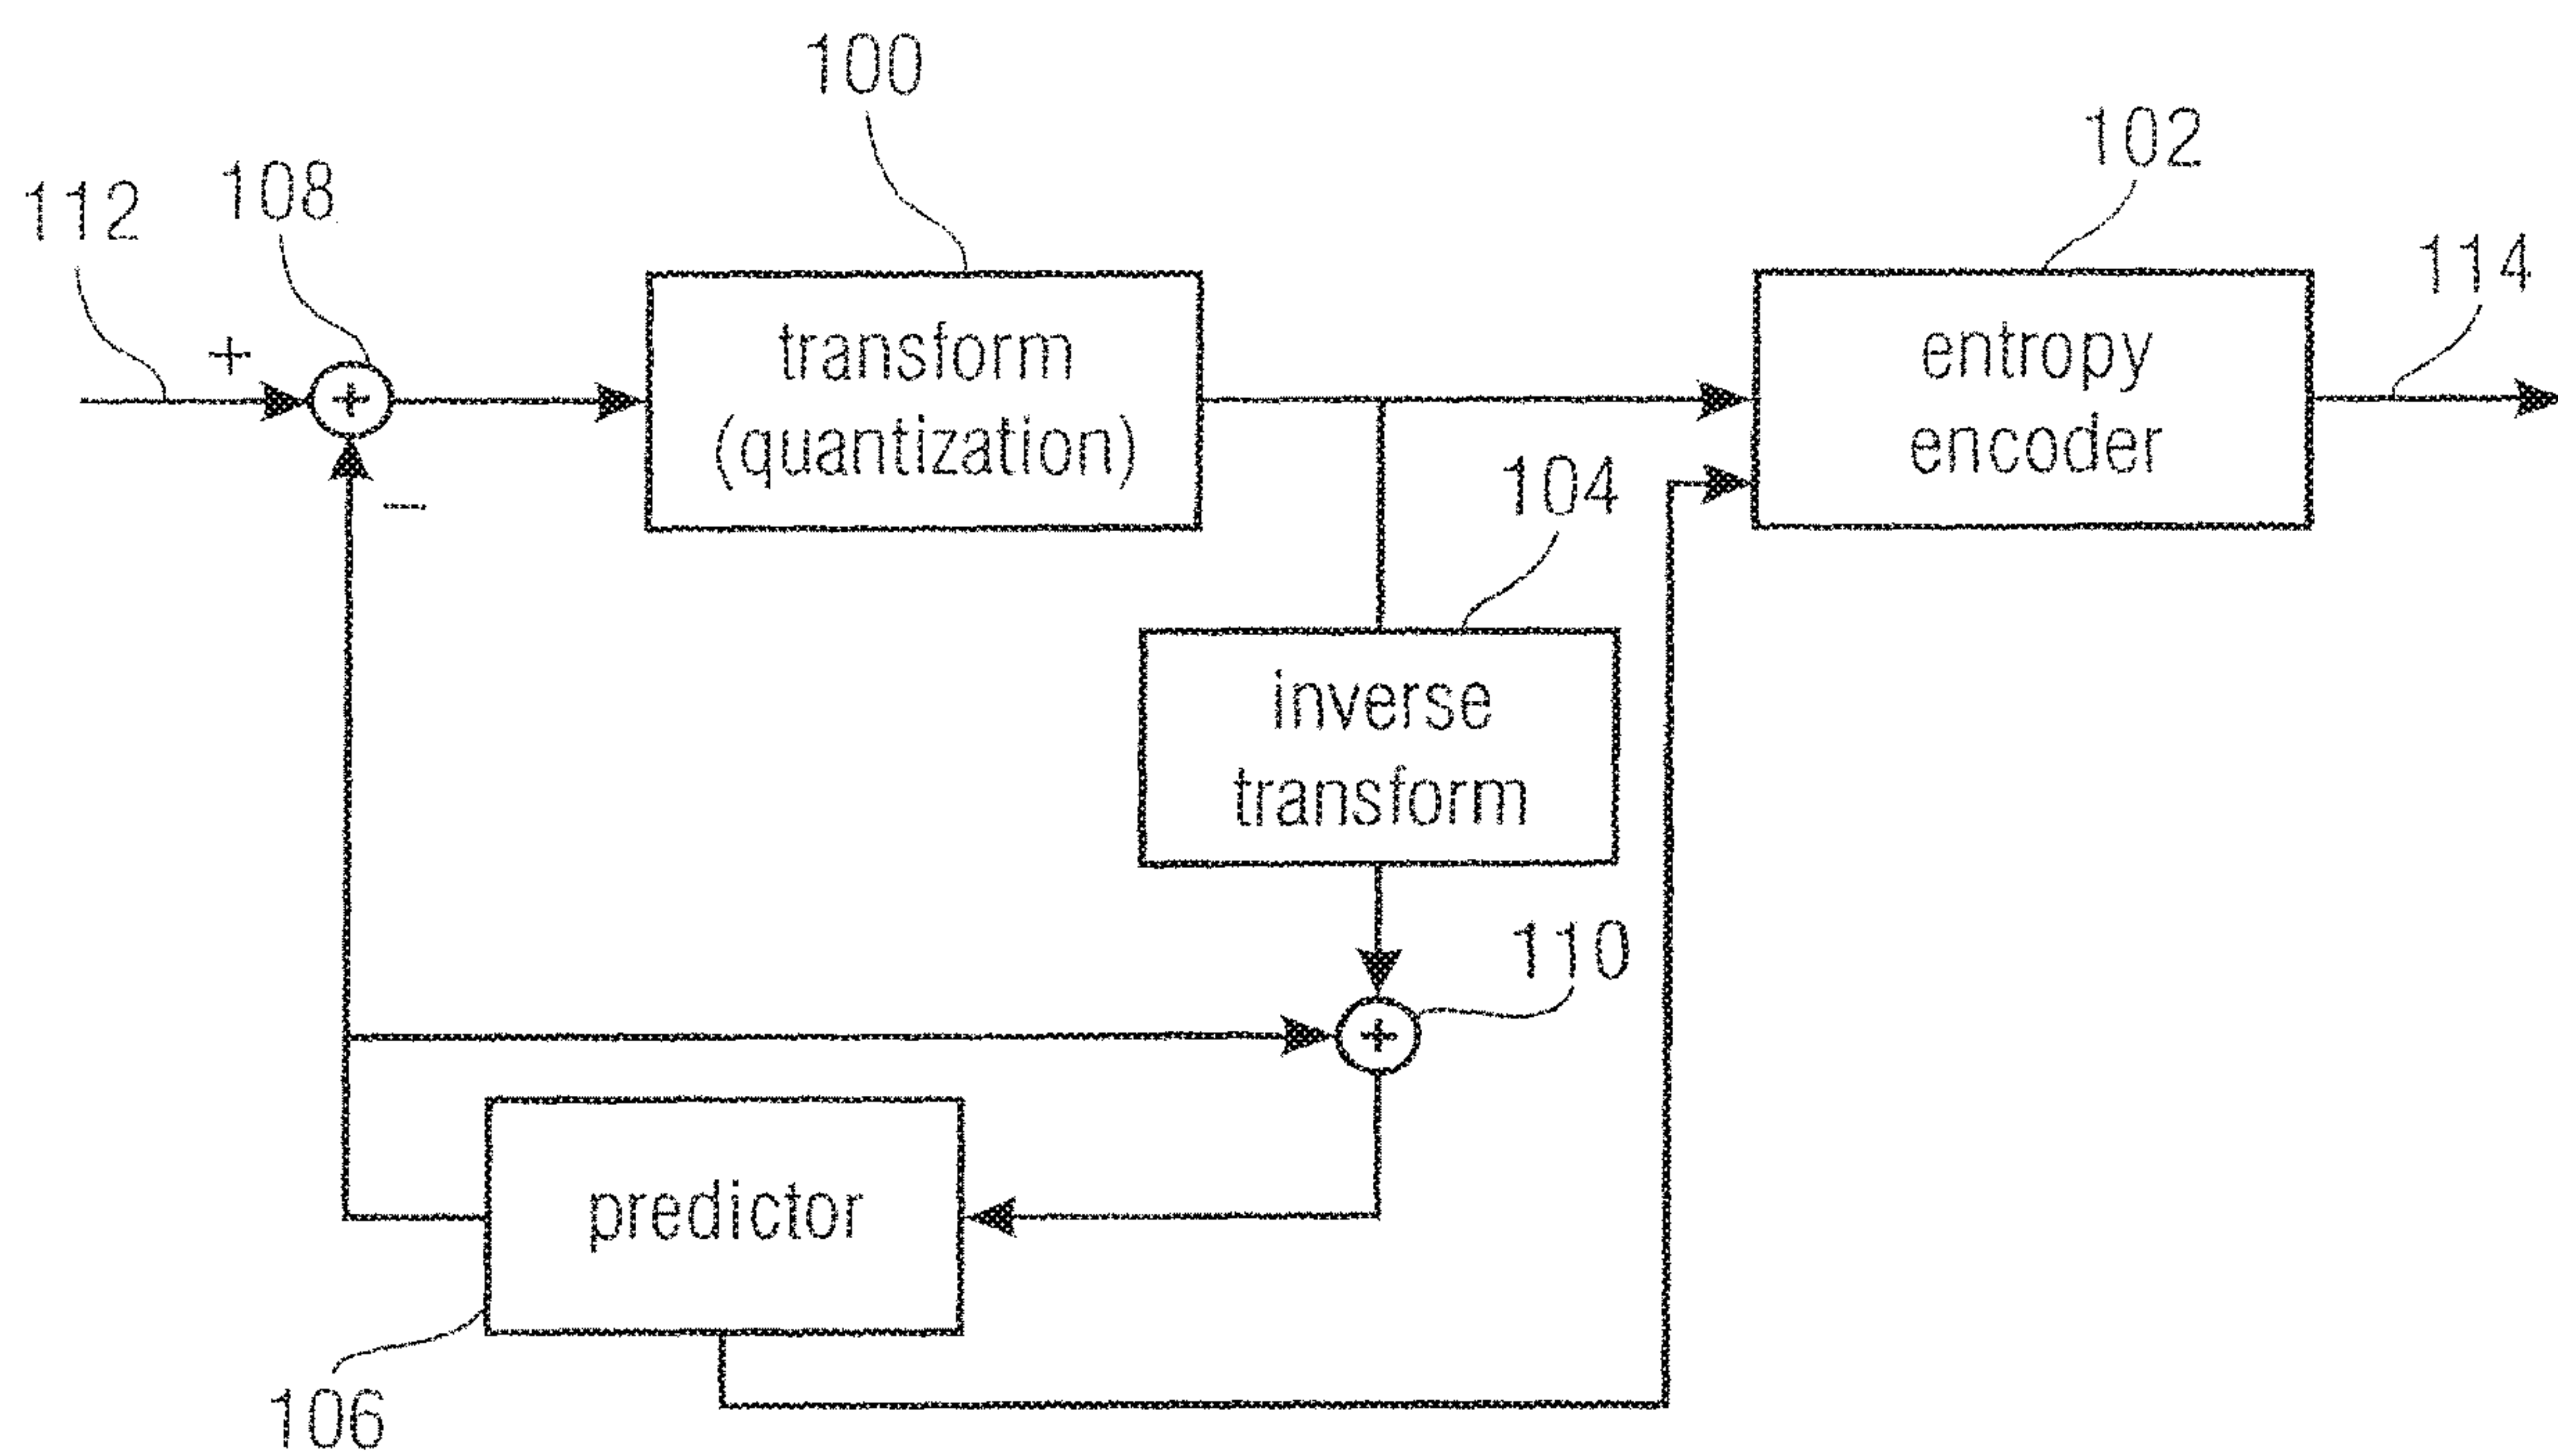 100
102
112
108
114
+
+
transform
(quantization)
entropy
encoder
104
–
inverse
transform
110
+
predictor
106